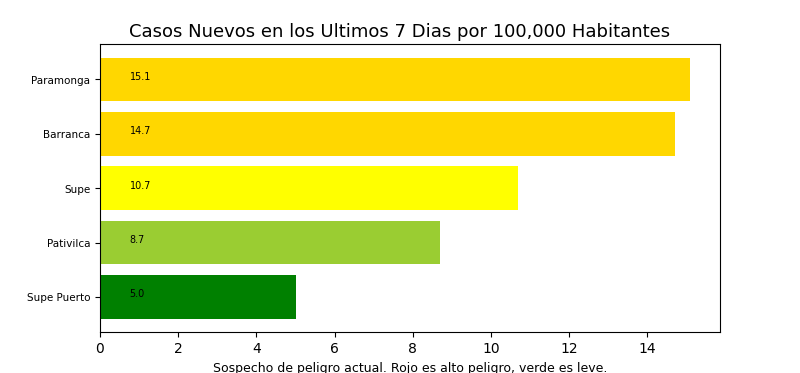 Casos Nuevos en los Ultimos 7 Dias por 100,000 Habitantes
Paramonga 15.1
Barranca 14.7
Supe 10.7
Pativilca 8.7
Supe Puerto 5.0
0 2 4 6 8 10 12 14
Sospecho de peligro actual. Rojo es alto peligro, verde es leve.